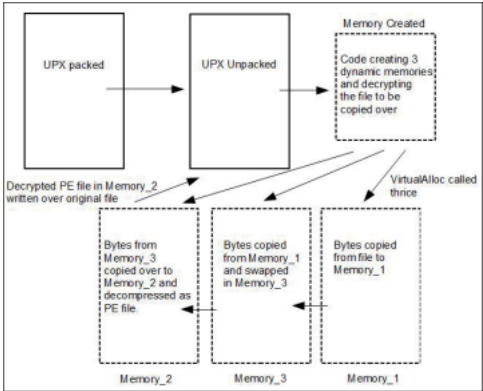 Memory Created
UPX packed
UPX Unpacked
Code creating 3
dynamic memories
and decrypting
the file to be
copied over
Decrypted PE file in Memory_2
written over original file
VirtualAlloc called
thrice
Bytes from
Memory_3
copied over to
Memory_2 and
decompressed as
PE file.
Bytes copied
from Memory_1
and swapped
in Memory_3
Bytes copied
from file to
Memory_1
Memory_2
Memory_3
Memory_1